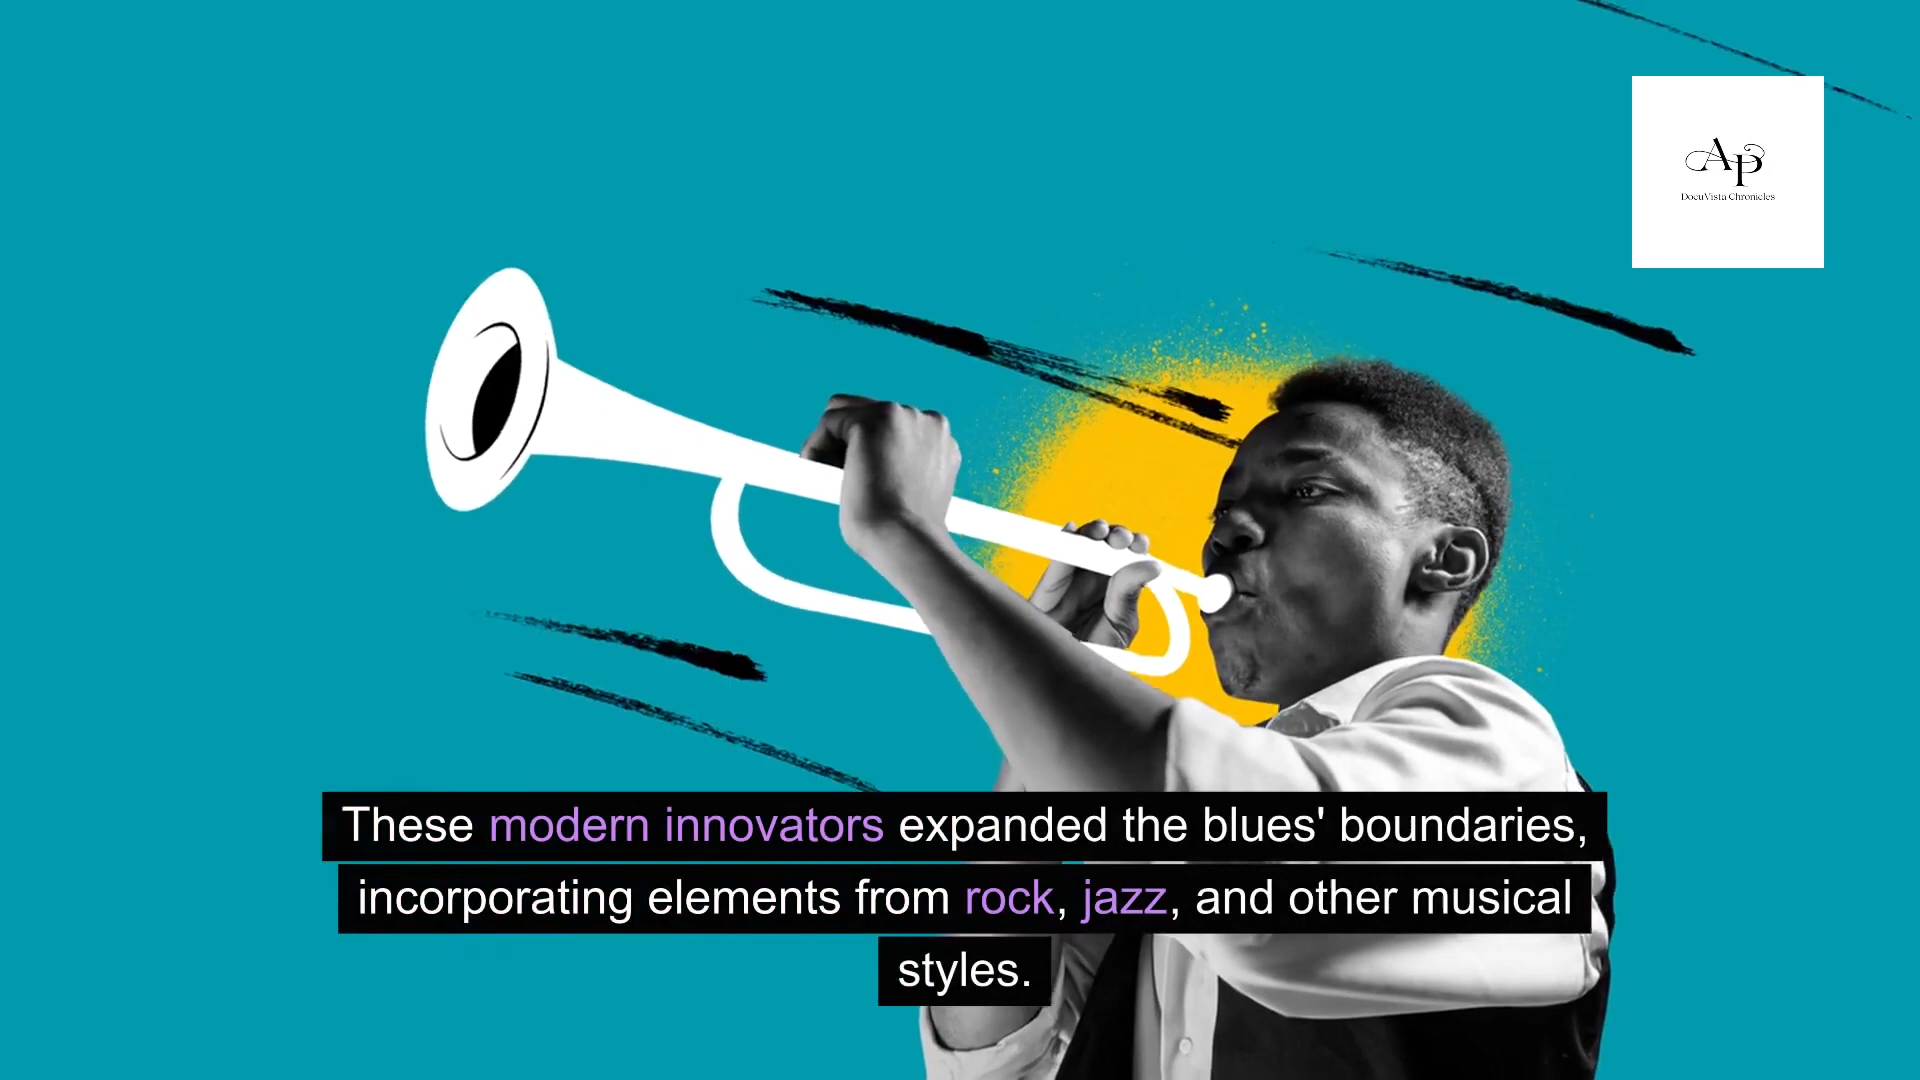 AP
DocuVista Chronicles
These modern innovators expanded the blues' boundaries,
incorporating elements from rock, jazz, and other musical
styles.